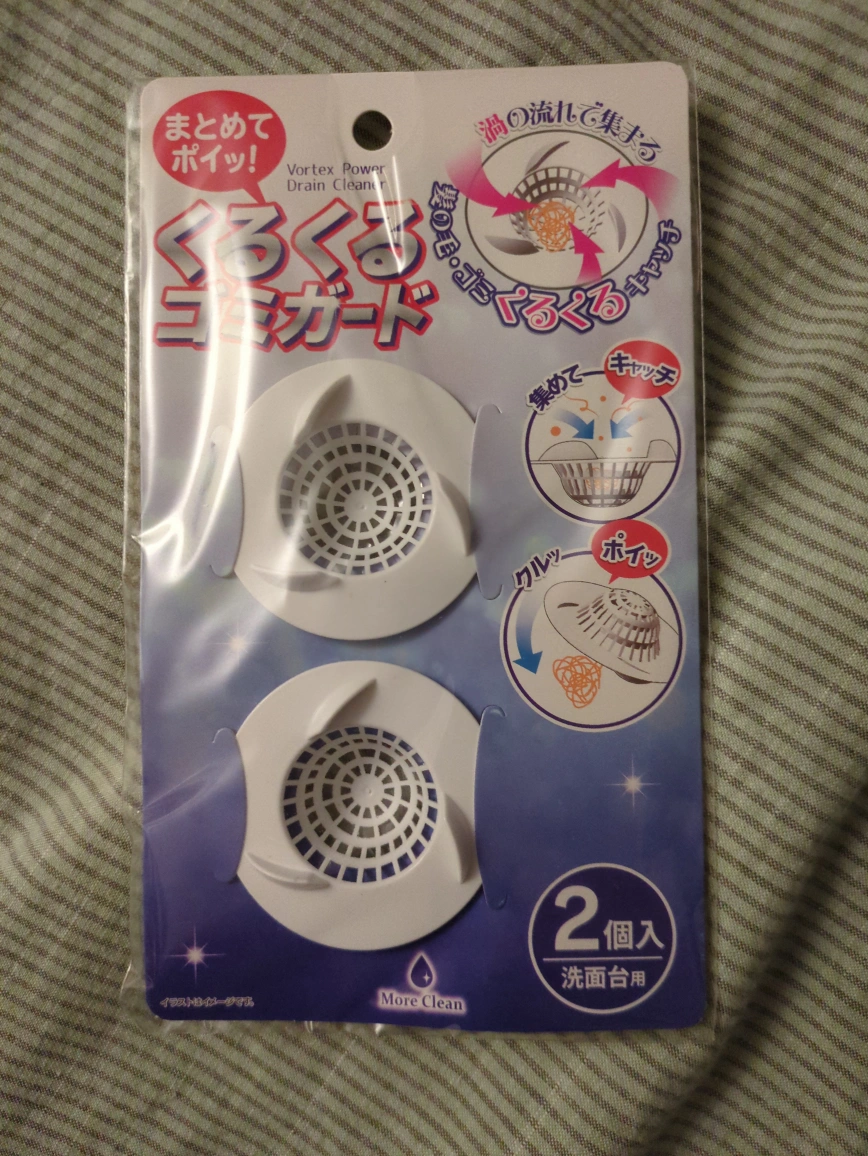 まとめて
ポイッ!
Vortex Power
Drain Cleaner
くるくる
ゴミガード
渦の流れで集まる
髪の毛・ゴミ くるくる キャッチ
集めて
キャッチ
クルッ
ポイッ
2個入
洗面台用
More Clean
イラストはイメージです。